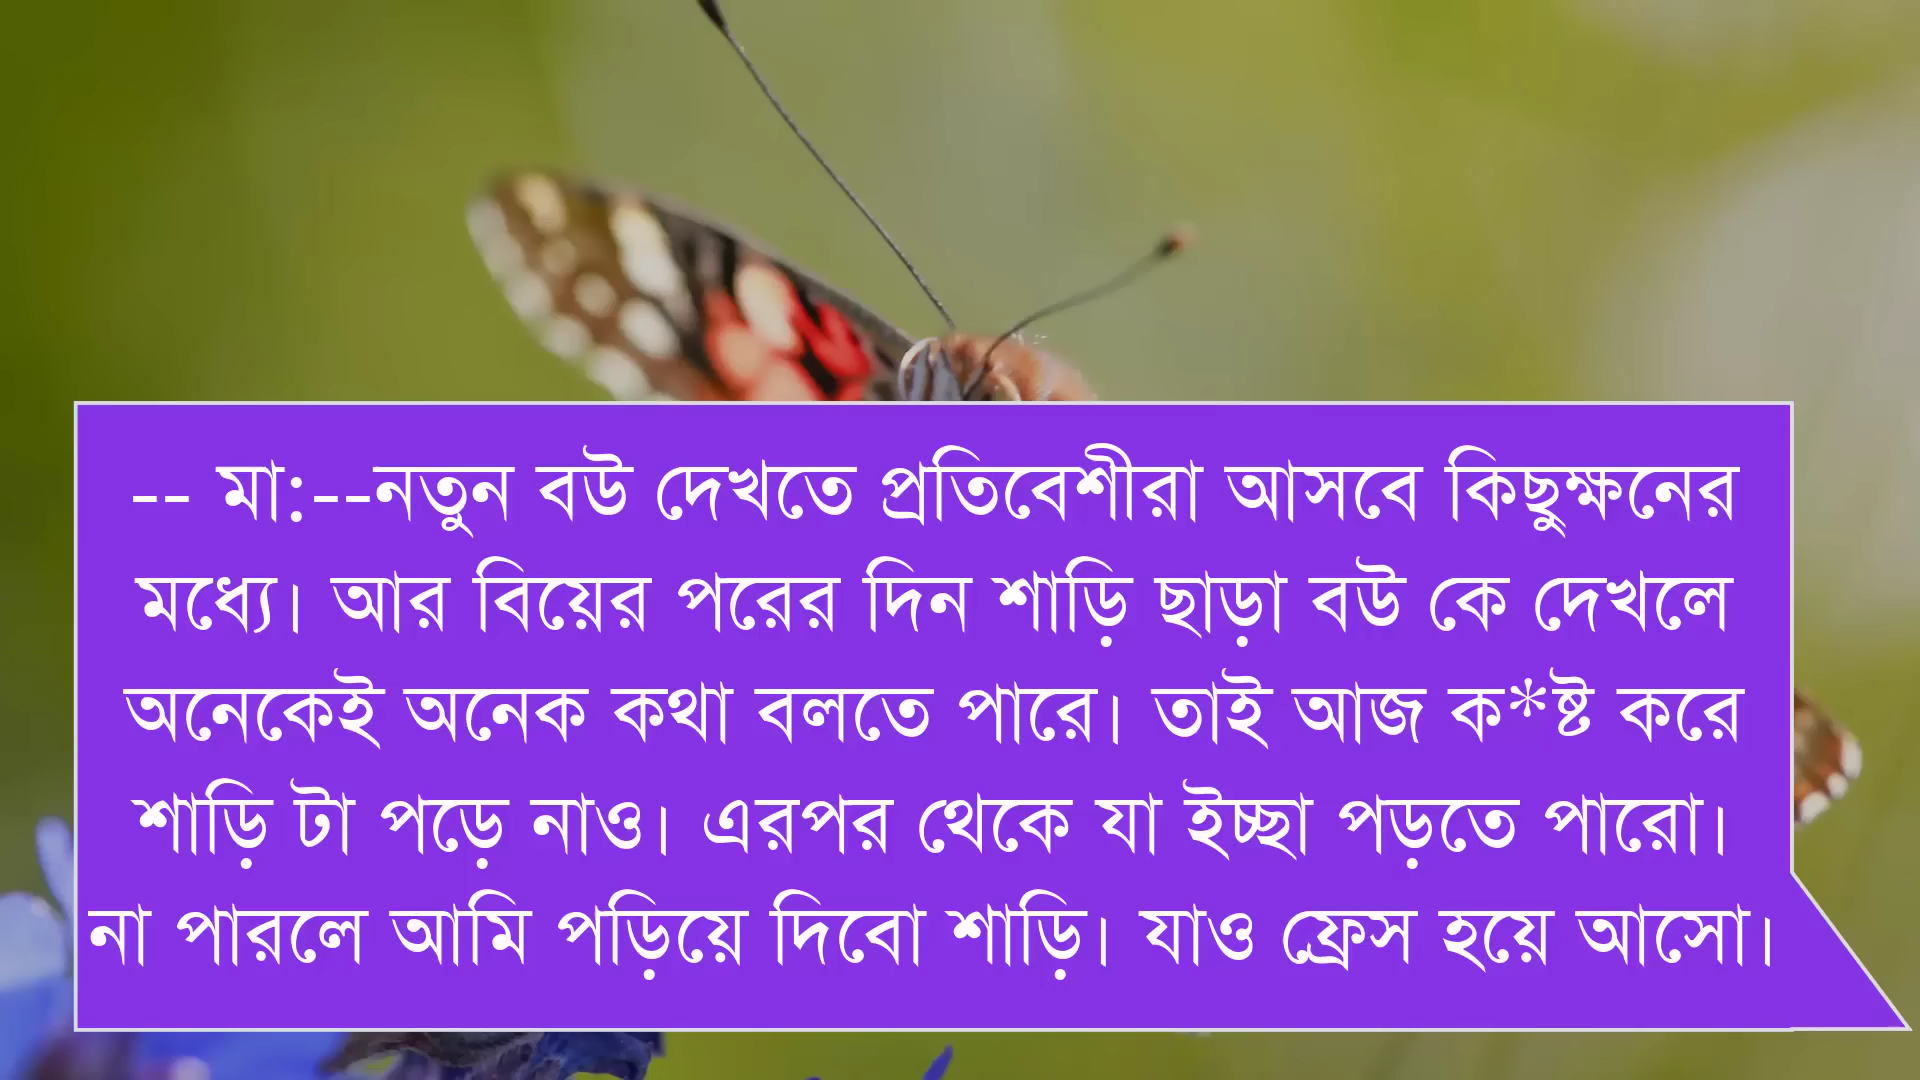 -- মা:--নতুন বউ দেখতে প্রতিবেশীরা আসবে কিছুক্ষনের
মধ্যে। আর বিয়ের পরের দিন শাড়ি ছাড়া বউ কে দেখলে
অনেকেই অনেক কথা বলতে পারে। তাই আজ ক*ষ্ট করে
শাড়ি টা পড়ে নাও। এরপর থেকে যা ইচ্ছা পড়তে পারো।
না পারলে আমি পড়িয়ে দিবো শাড়ি। যাও ফ্রেস হয়ে আসো।